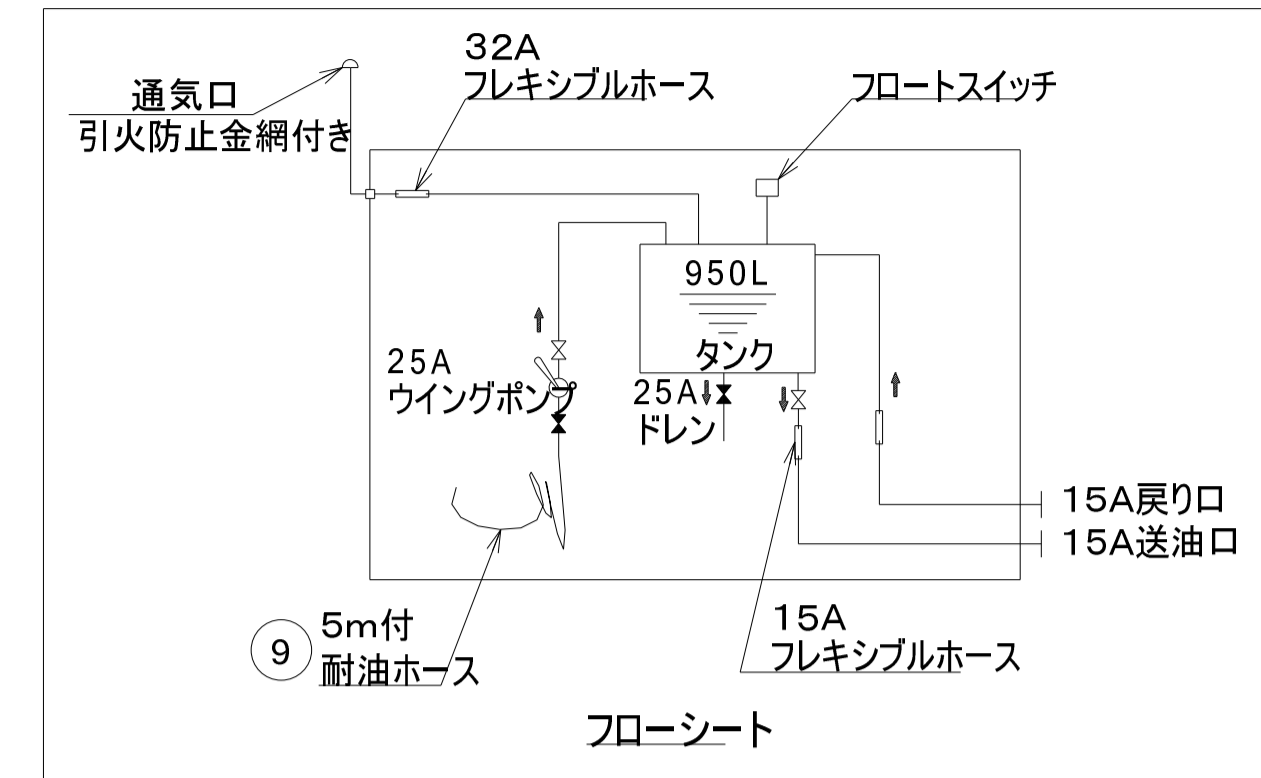 32A
フレキシブルホース
フロートスイッチ
通気口
引火防止金網付き
950L
タンク
25A
ウイングポンプ
25A
ドレン
15A戻り口
15A送油口
9
5m付
耐油ホース
15A
フレキシブルホース
フローシート